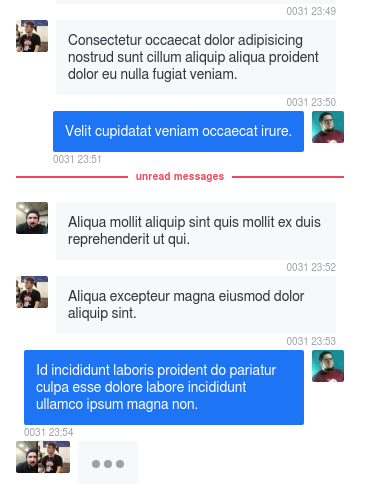 0031 23:49
Consectetur occaecat dolor adipisicing
nostrud sunt cillum aliquip aliqua proident
dolor eu nulla fugiat veniam.
0031 23:50
Velit cupidatat veniam occaecat irure.
0031 23:51
unread messages
Aliqua mollit aliquip sint quis mollit ex duis
reprehenderit ut qui.
0031 23:52
Aliqua excepteur magna eiusmod dolor
aliquip sint.
0031 23:53
Id incididunt laboris proident do pariatur
culpa esse dolore labore incididunt
ullamco ipsum magna non.
0031 23:54